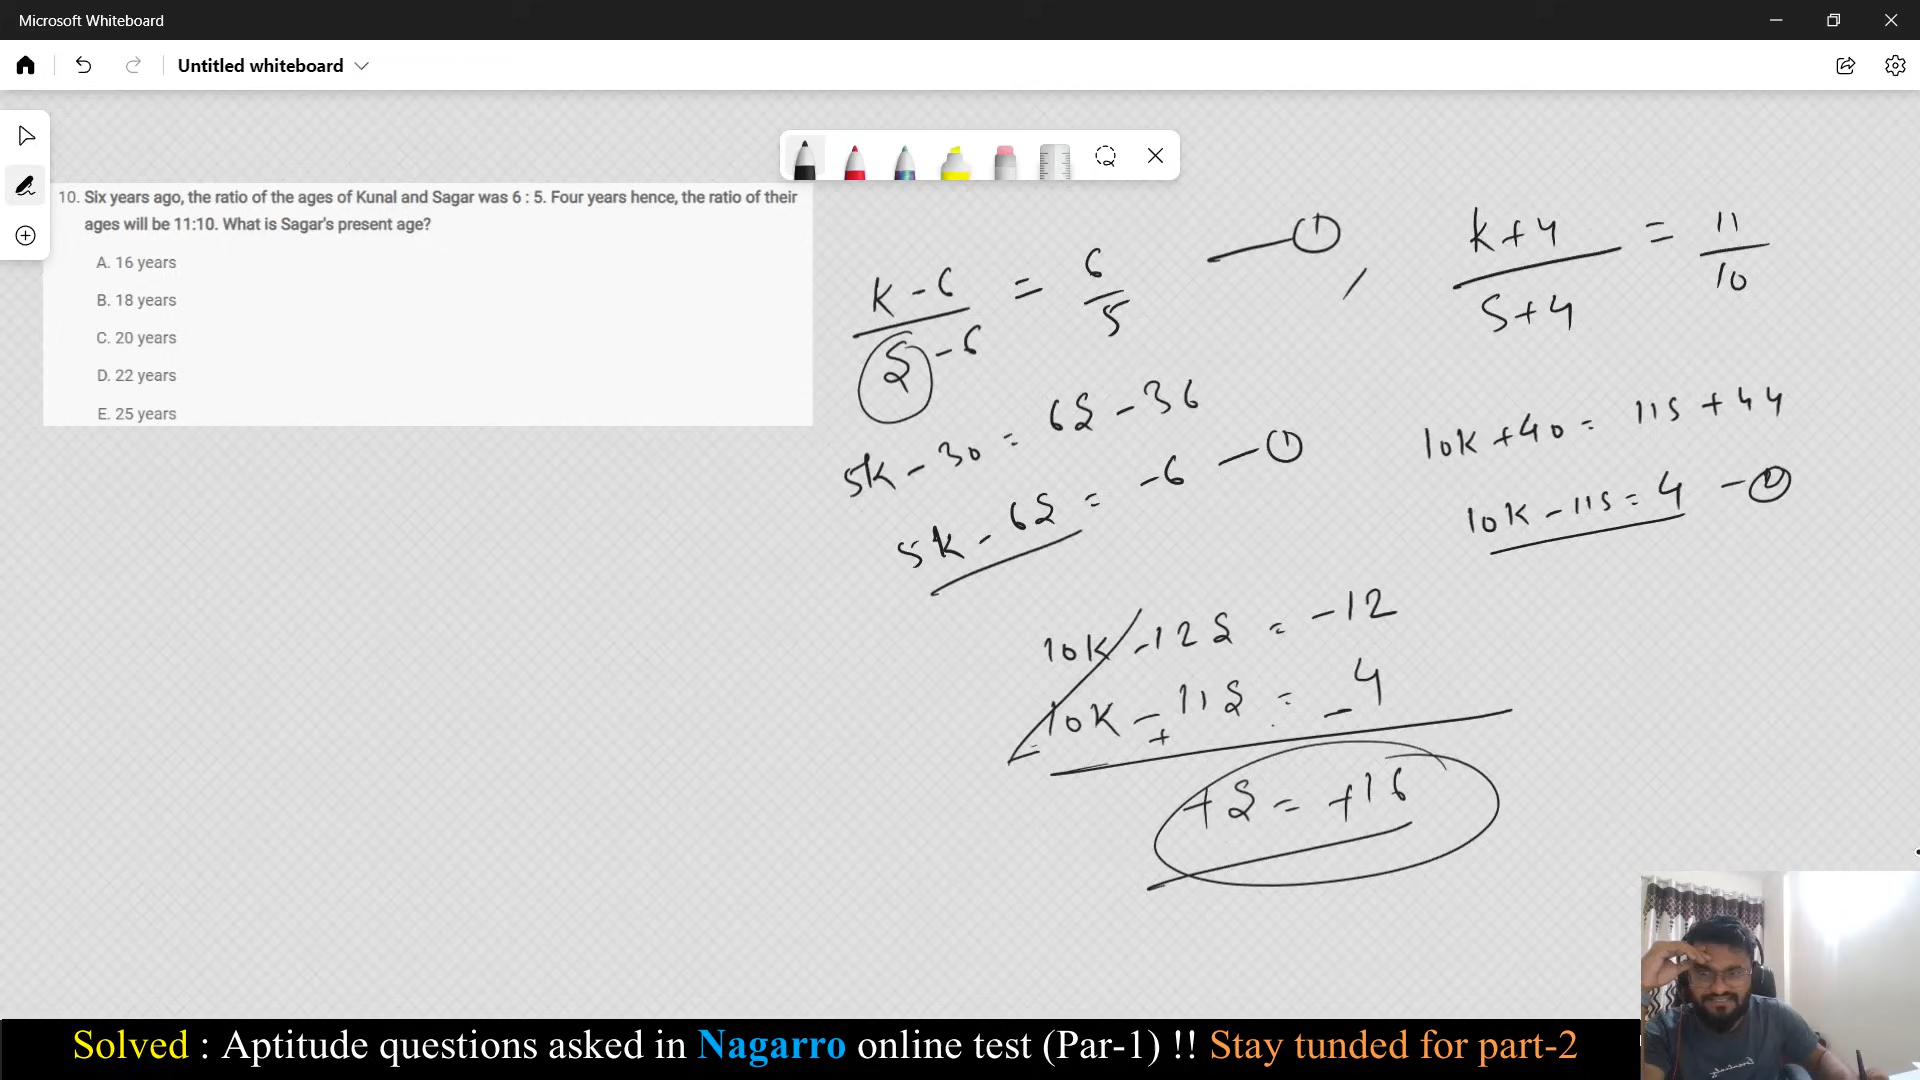 Microsoft Whiteboard
Untitled whiteboard
10. Six years ago, the ratio of the ages of Kunal and Sagar was 6 : 5. Four years hence, the ratio of their
ages will be 11:10. What is Sagar's present age?
A. 16 years
B. 18 years
C. 20 years
D. 22 years
E. 25 years
K - 6 = 6
S - 6 5
1
,
K + 4 = 11
S + 4 10
5K - 30 = 6S - 36
5K - 6S = -6 - 1
10K + 40 = 11S + 44
10K - 11S = 4 -
10K - 12S = -12
10K - 11S = 4
- + -
+S = +16
Solved : Aptitude questions asked in Nagarro online test (Par-1) !! Stay tunded for part-2